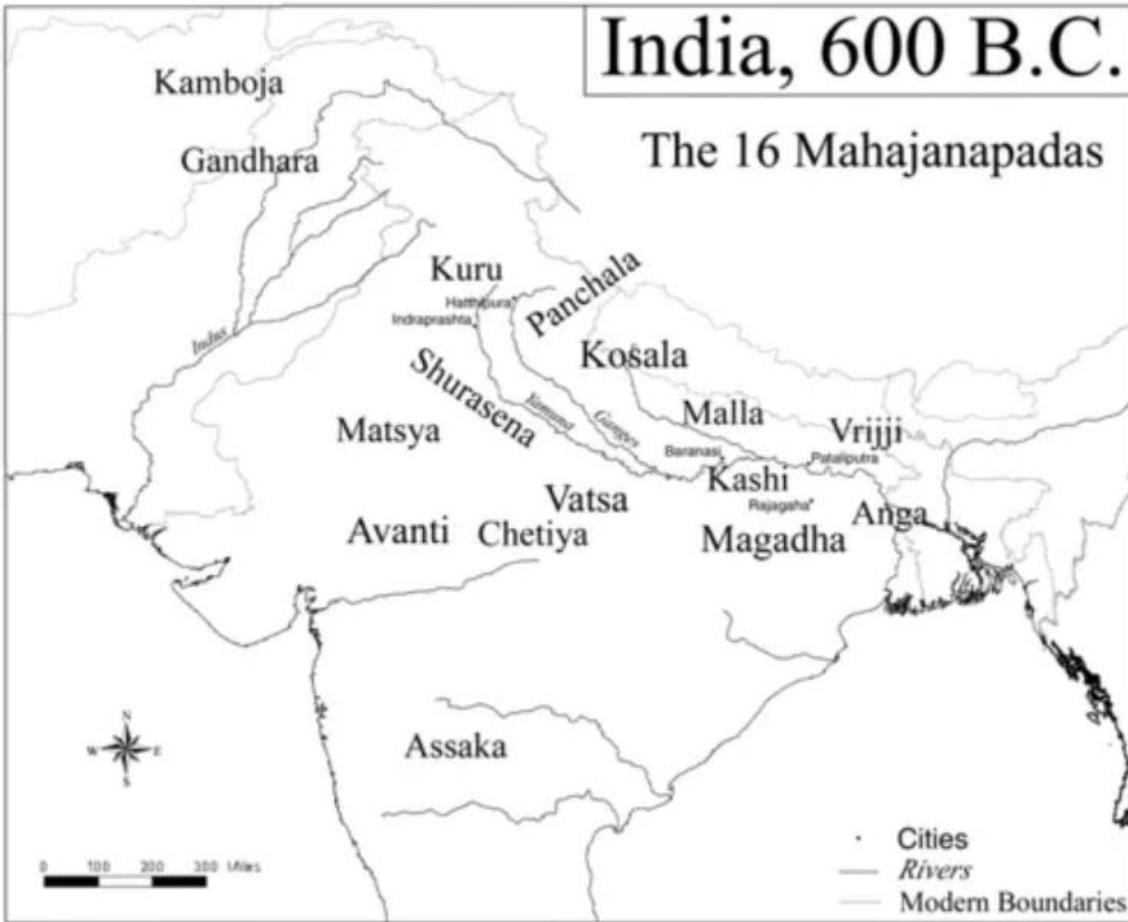 India, 600 B.C.
The 16 Mahajanapadas
Kamboja
Gandhara
Kuru
Panchala
Hatthipura
Indraprashta
Indus
Kosala
Shurasena
Yamuna
Ganges
Malla
Matsya
Vrijji
Baranasi
Pataliputra
Kashi
Vatsa
Rajagaha
Anga
Avanti
Chetiya
Magadha
Assaka
N
W
E
S
0 100 200 300 Miles
Cities
Rivers
Modern Boundaries